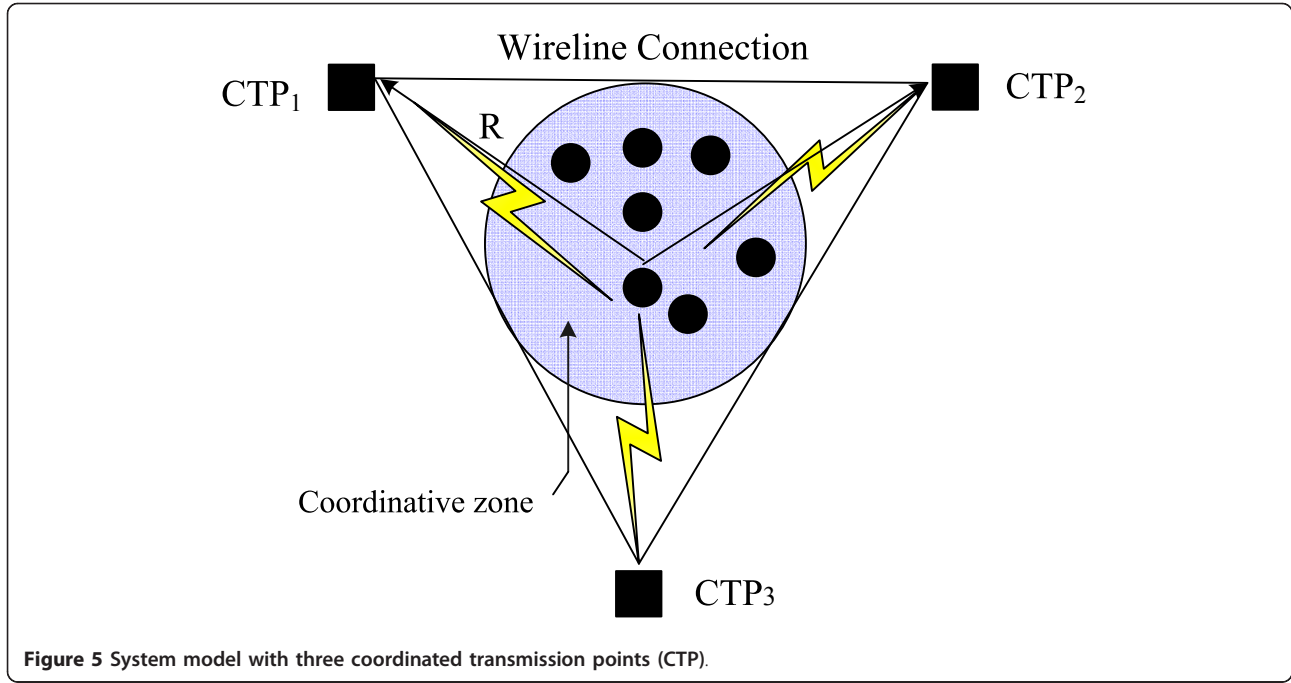 Wireline Connection
CTP₁
CTP₂
R
Coordinative zone
CTP₃
Figure 5 System model with three coordinated transmission points (CTP).